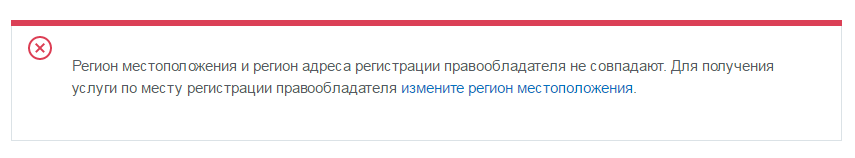 Регион местоположения и регион адреса регистрации правообладателя не совпадают. Для получения
услуги по месту регистрации правообладателя измените регион местоположения.